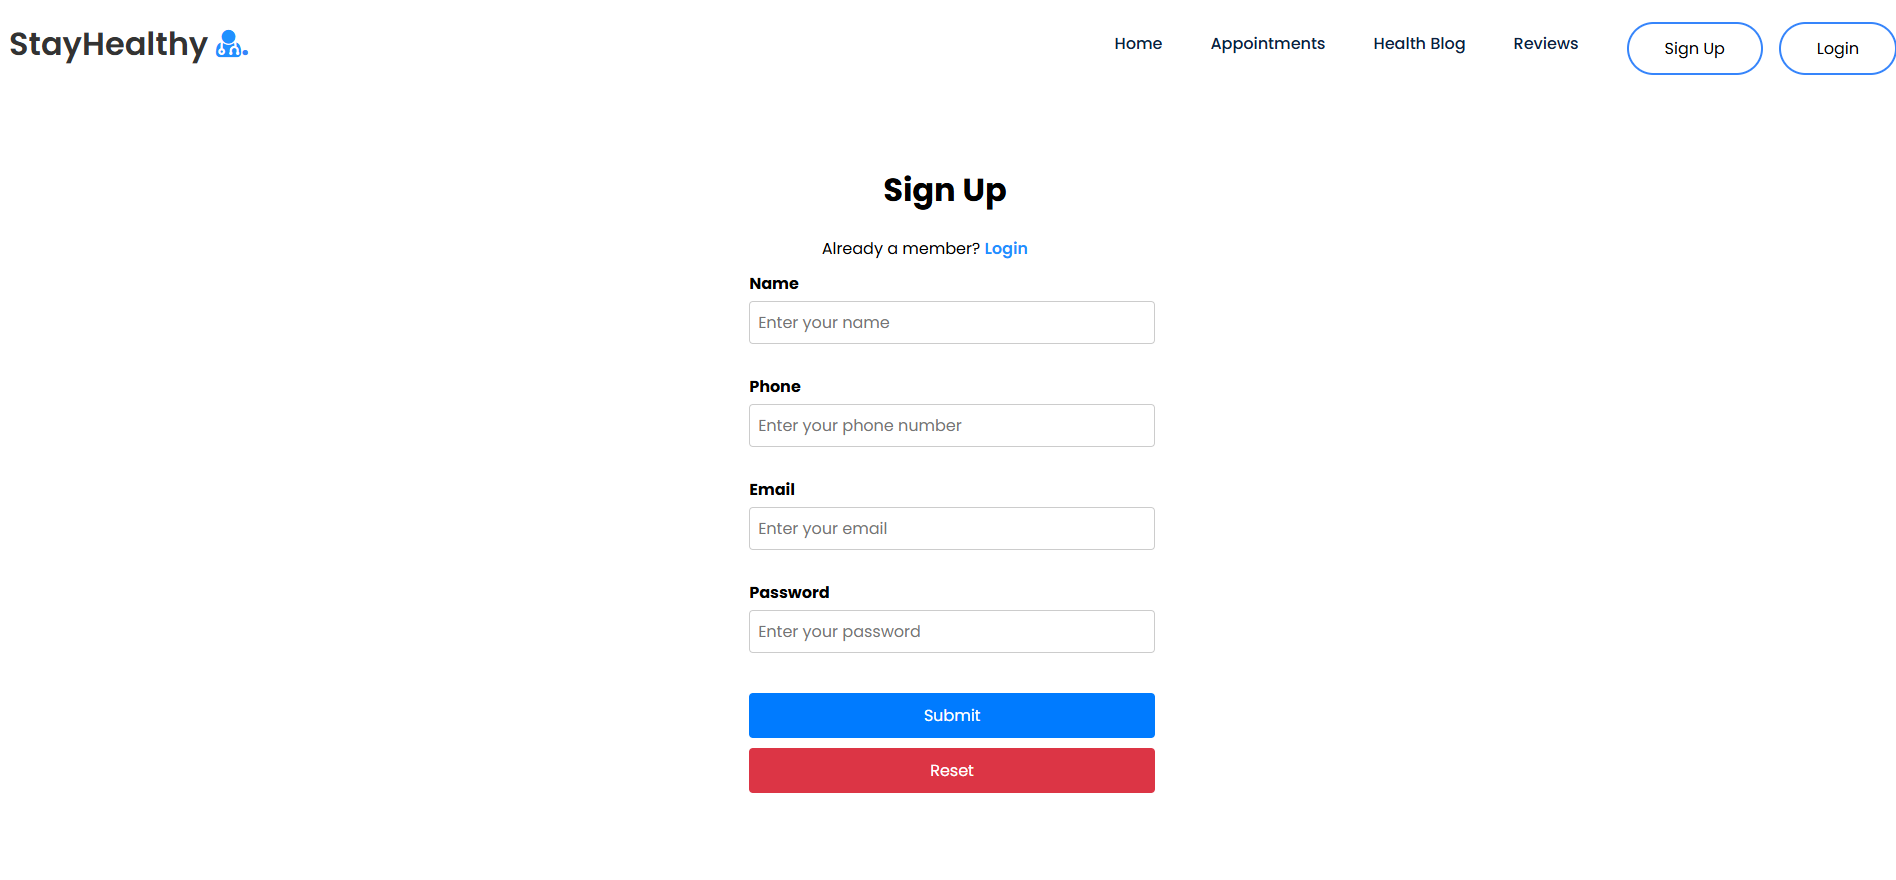 StayHealthy
Home Appointments Health Blog Reviews Sign Up Login
Sign Up
Already a member? Login
Name
Enter your name
Phone
Enter your phone number
Email
Enter your email
Password
Enter your password
Submit
Reset